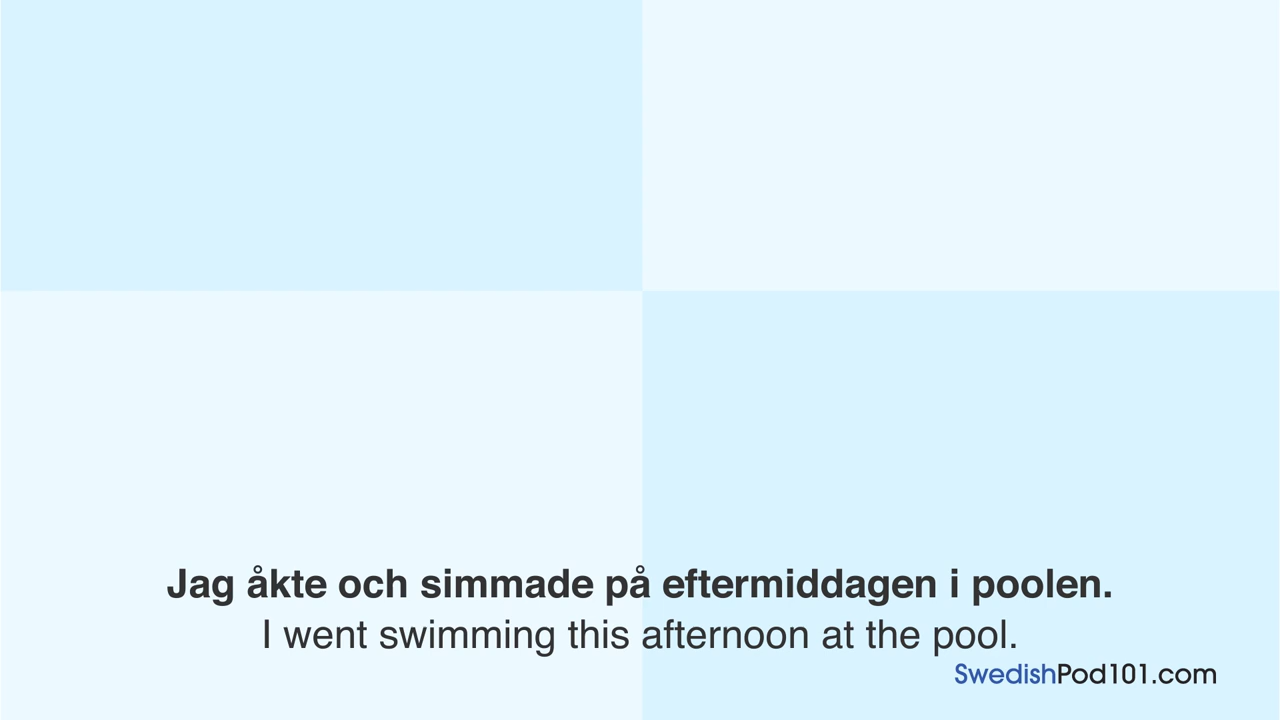 Jag åkte och simmade på eftermiddagen i poolen.
I went swimming this afternoon at the pool.
SwedishPod101.com